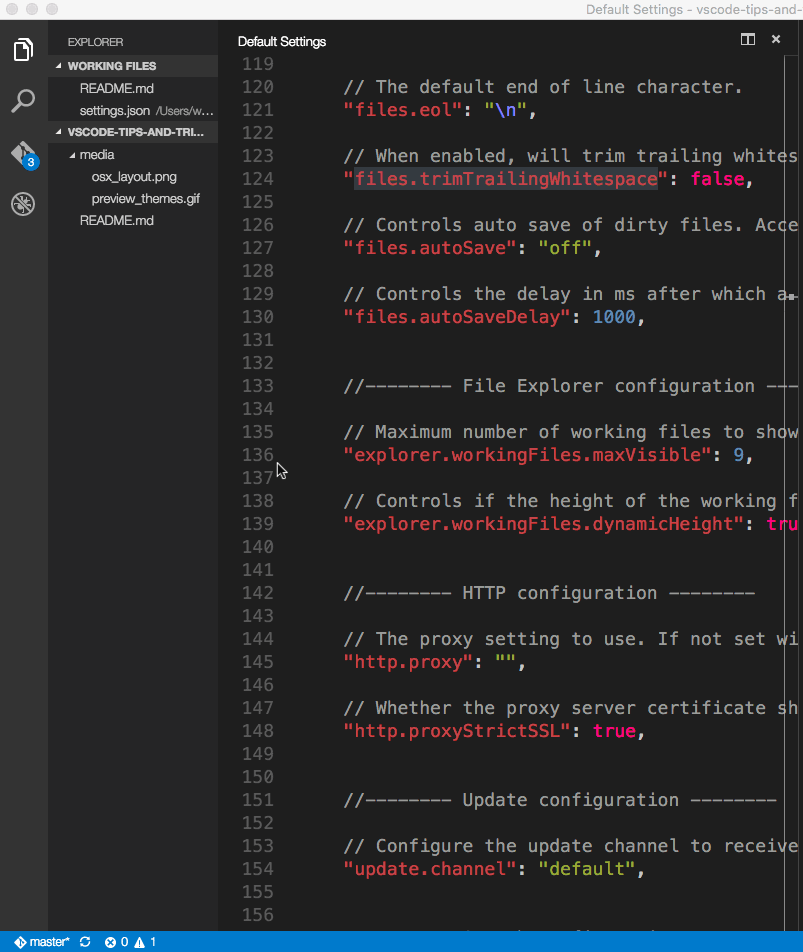 Default Settings - vscode-tips-and-
EXPLORER
WORKING FILES
README.md
settings.json /Users/w...
VSCODE-TIPS-AND-TRI...
media
osx_layout.png
preview_themes.gif
README.md
3
Default Settings
119
120 // The default end of line character.
121 "files.eol": "\n",
122
123 // When enabled, will trim trailing whites
124 "files.trimTrailingWhitespace": false,
125
126 // Controls auto save of dirty files. Acce
127 "files.autoSave": "off",
128
129 // Controls the delay in ms after which a
130 "files.autoSaveDelay": 1000,
131
132
133 //-------- File Explorer configuration ---
134
135 // Maximum number of working files to show
136 "explorer.workingFiles.maxVisible": 9,
137
138 // Controls if the height of the working f
139 "explorer.workingFiles.dynamicHeight": tru
140
141
142 //-------- HTTP configuration --------
143
144 // The proxy setting to use. If not set wi
145 "http.proxy": "",
146
147 // Whether the proxy server certificate sh
148 "http.proxyStrictSSL": true,
149
150
151 //-------- Update configuration --------
152
153 // Configure the update channel to receive
154 "update.channel": "default",
155
156
master* 0 1